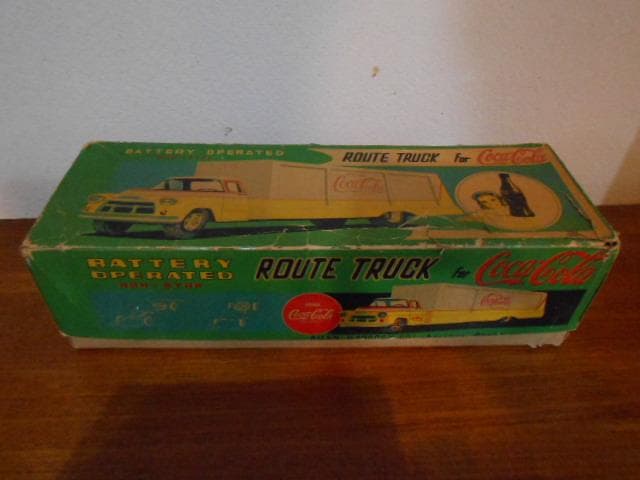 BATTERY OPERATED
ROUTE TRUCK for Coca-Cola
Coca-Cola
BATTERY
OPERATED
NON-STOP
ROUTE TRUCK for Coca-Cola
Coca-Cola
Coca-Cola